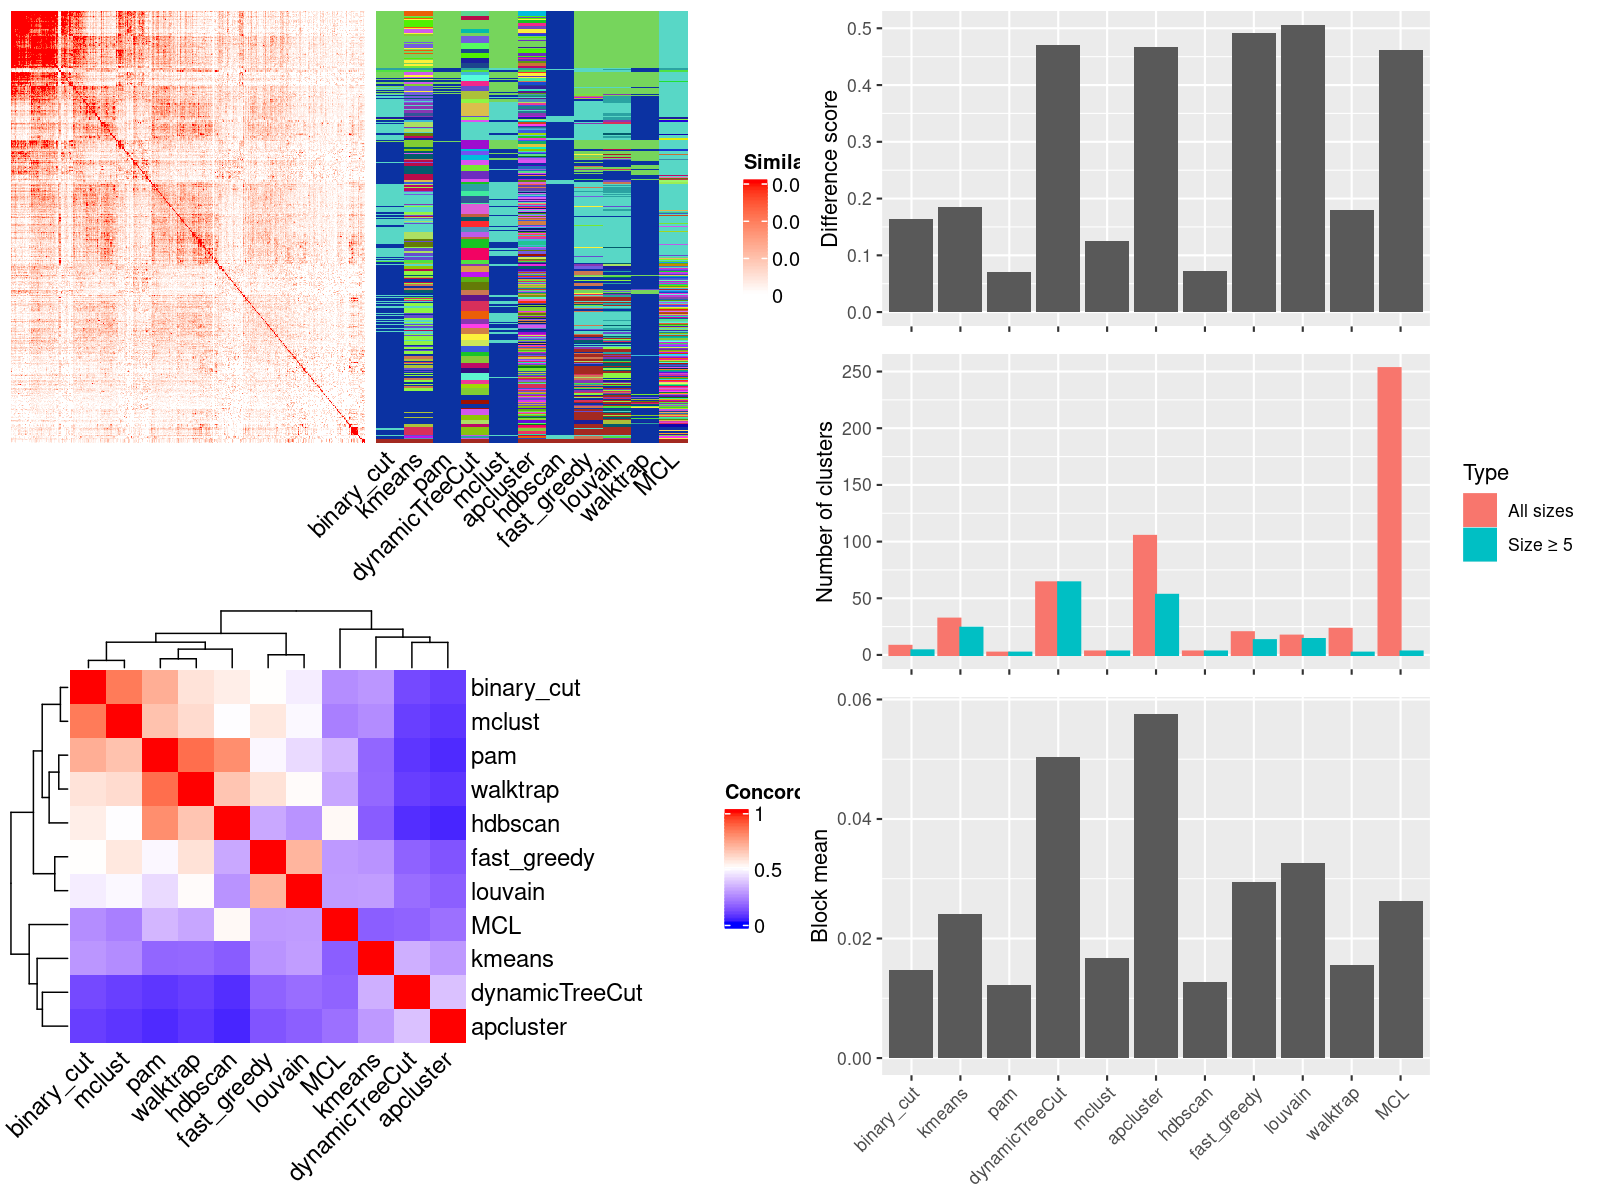 Simila
0.0
0.0
0.0
0
binary_cut
kmeans
pam
dynamicTreeCut
mclust
apcluster
hdbscan
fast_greedy
louvain
walktrap
MCL
binary_cut
mclust
pam
walktrap
hdbscan
fast_greedy
louvain
MCL
kmeans
dynamicTreeCut
apcluster
binary_cut
mclust
pam
walktrap
hdbscan
fast_greedy
louvain
MCL
kmeans
dynamicTreeCut
apcluster
Concord
1
0.5
0
Difference score
0.5
0.4
0.3
0.2
0.1
0.0
Number of clusters
250
200
150
100
50
0
Type
All sizes
Size ≥ 5
Block mean
0.06
0.04
0.02
0.00
binary_cut
kmeans
pam
dynamicTreeCut
mclust
apcluster
hdbscan
fast_greedy
louvain
walktrap
MCL